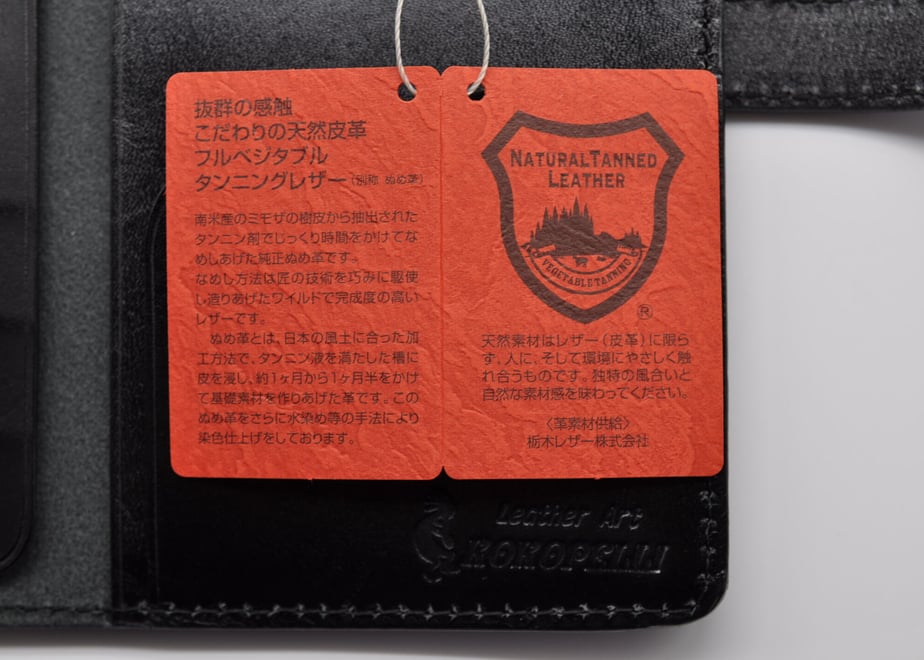 抜群の感触
こだわりの天然皮革
フルベジタブル
タンニングレザー(別称 ぬめ革)
南米産のミモザの樹皮から抽出された
タンニン剤でじっくり時間をかけてな
めしあげた純正ぬめ革です。
なめし方法は匠の技術を巧みに駆使
し造りあげたワイルドで完成度の高い
レザーです。
ぬめ革とは、日本の風土に合った加
工方法で、タンニン液を満たした槽に
皮を浸し、約1ヶ月から1ヶ月半をかけ
て基礎素材を作りあげた革です。この
ぬめ革をさらに水染め等の手法により
染色仕上げをしております。
NATURAL TANNED
LEATHER
VEGETABLE TANNING
®
天然素材はレザー(皮革)に限ら
ず、人に、そして環境にやさしく触
れ合うものです。独特の風合いと
自然な素材感を味わってください。
〈革素材供給〉
栃木レザー株式会社
Leather Art
KOKOPELLI